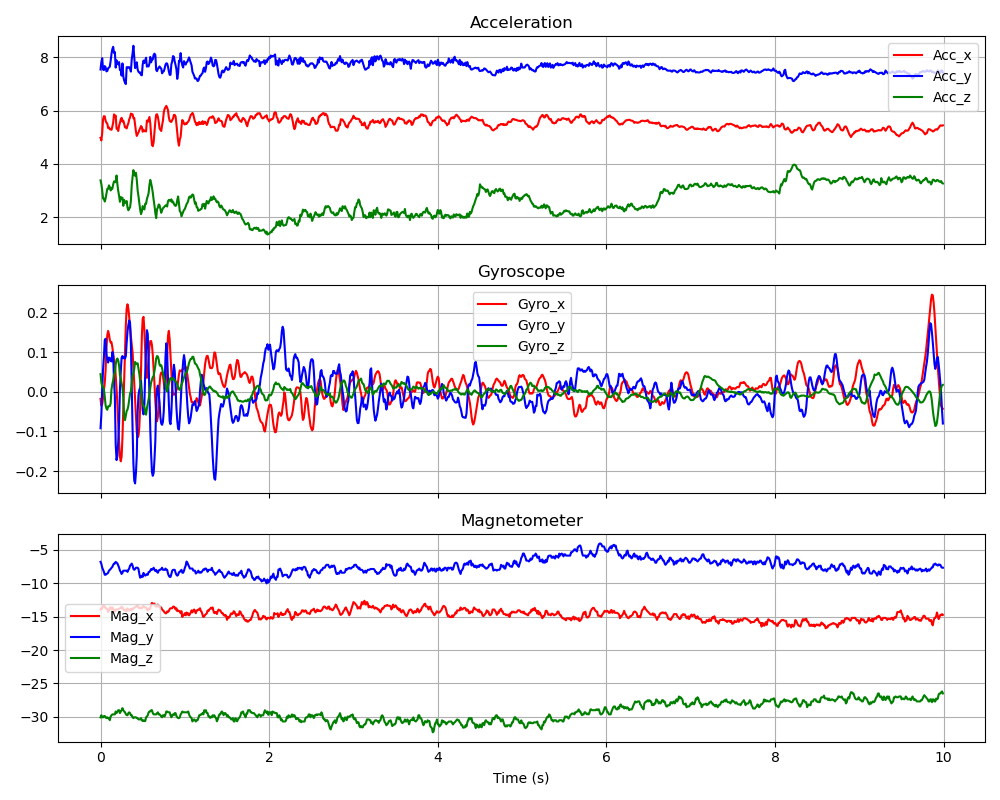 Acceleration
8
6
4
2
Acc_x
Acc_y
Acc_z
Gyroscope
0.2
0.1
0.0
−0.1
−0.2
Gyro_x
Gyro_y
Gyro_z
Magnetometer
−5
−10
−15
−20
−25
−30
Mag_x
Mag_y
Mag_z
0 2 4 6 8 10
Time (s)